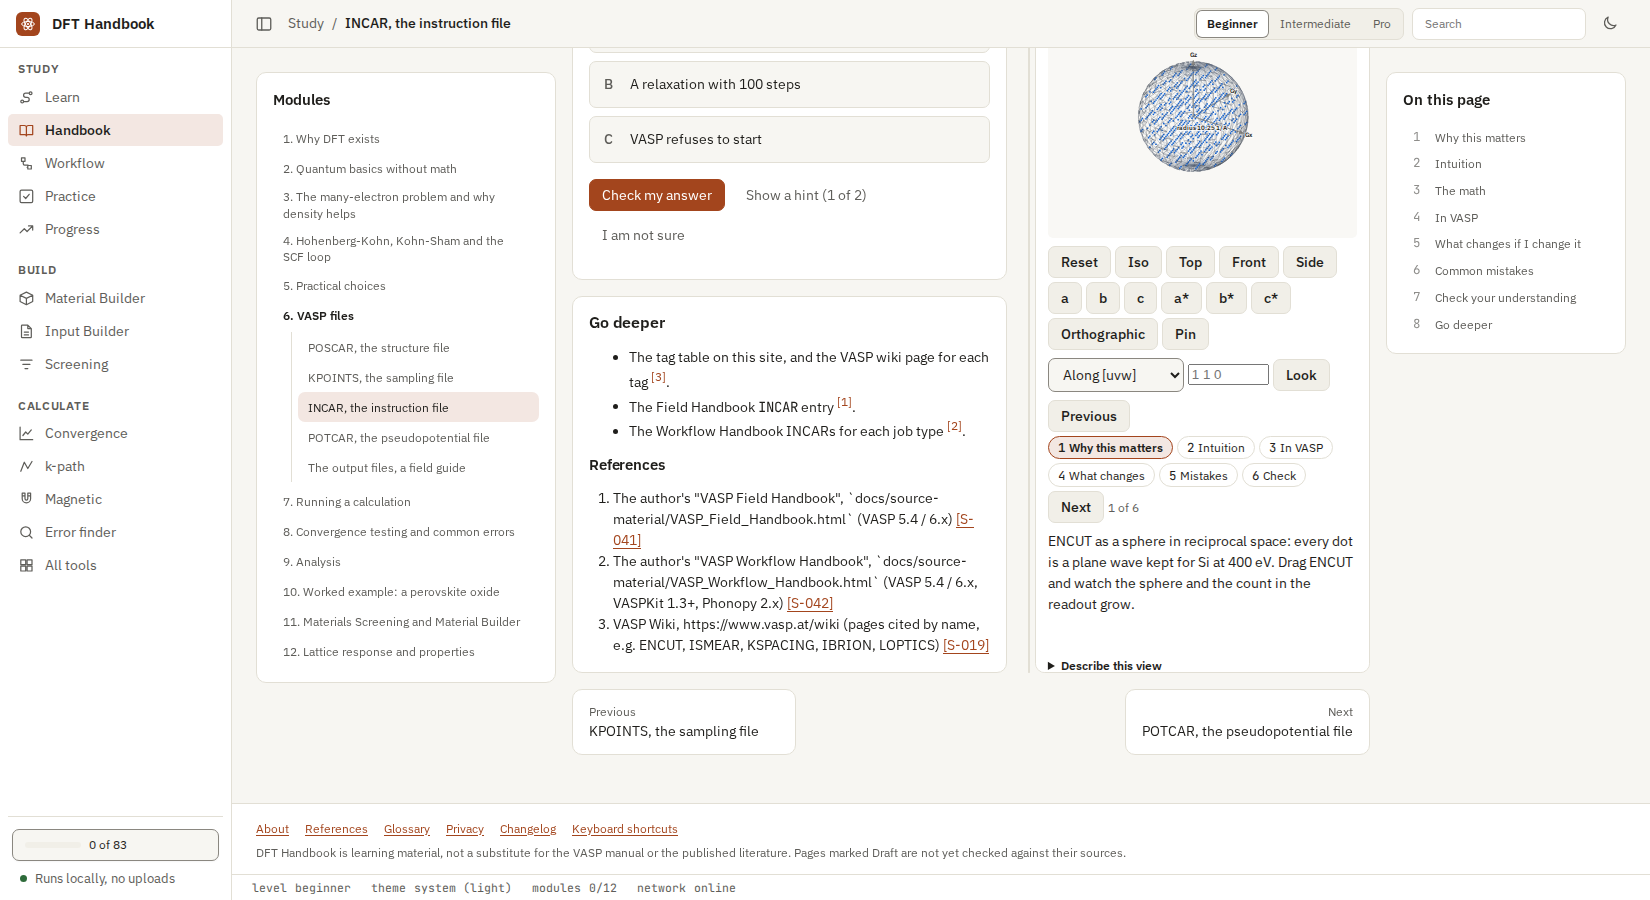 DFT Handbook
STUDY
Learn
Handbook
Workflow
Practice
Progress
BUILD
Material Builder
Input Builder
Screening
CALCULATE
Convergence
k-path
Magnetic
Error finder
All tools
0 of 83
Runs locally, no uploads
Study / INCAR, the instruction file
Beginner Intermediate Pro
Search
Modules
1. Why DFT exists
2. Quantum basics without math
3. The many-electron problem and why
density helps
4. Hohenberg-Kohn, Kohn-Sham and the
SCF loop
5. Practical choices
6. VASP files
POSCAR, the structure file
KPOINTS, the sampling file
INCAR, the instruction file
POTCAR, the pseudopotential file
The output files, a field guide
7. Running a calculation
8. Convergence testing and common errors
9. Analysis
10. Worked example: a perovskite oxide
11. Materials Screening and Material Builder
12. Lattice response and properties
B A relaxation with 100 steps
C VASP refuses to start
Check my answer
Show a hint (1 of 2)
I am not sure
Go deeper
The tag table on this site, and the VASP wiki page for each
tag [3].
The Field Handbook INCAR entry [1].
The Workflow Handbook INCARs for each job type [2].
References
1. The author's "VASP Field Handbook", `docs/source-
material/VASP_Field_Handbook.html` (VASP 5.4 / 6.x) [S-
041]
2. The author's "VASP Workflow Handbook", `docs/source-
material/VASP_Workflow_Handbook.html` (VASP 5.4 / 6.x,
VASPKit 1.3+, Phonopy 2.x) [S-042]
3. VASP Wiki, https://www.vasp.at/wiki (pages cited by name,
e.g. ENCUT, ISMEAR, KSPACING, IBRION, LOPTICS) [S-019]
Gz
Gy
Gx
Reset Iso Top Front Side
a b c a* b* c*
Orthographic Pin
Along [uvw] 1 1 0 Look
Previous
1 Why this matters 2 Intuition 3 In VASP
4 What changes 5 Mistakes 6 Check
Next 1 of 6
ENCUT as a sphere in reciprocal space: every dot
is a plane wave kept for Si at 400 eV. Drag ENCUT
and watch the sphere and the count in the
readout grow.
Describe this view
On this page
1 Why this matters
2 Intuition
3 The math
4 In VASP
5 What changes if I change it
6 Common mistakes
7 Check your understanding
8 Go deeper
Previous
KPOINTS, the sampling file
Next
POTCAR, the pseudopotential file
About References Glossary Privacy Changelog Keyboard shortcuts
DFT Handbook is learning material, not a substitute for the VASP manual or the published literature. Pages marked Draft are not yet checked against their sources.
level beginner theme system (light) modules 0/12 network online